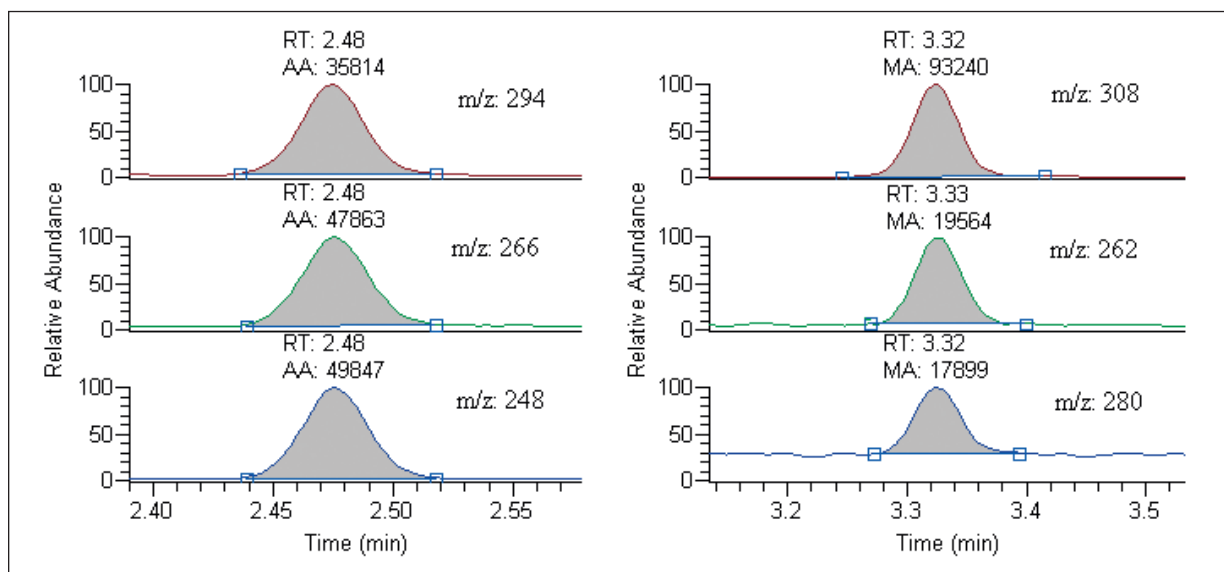 RT: 2.48
AA: 35814
100
50
0
m/z: 294
RT: 2.48
AA: 47863
100
50
0
m/z: 266
RT: 2.48
AA: 49847
100
50
0
m/z: 248
Relative Abundance
2.40 2.45 2.50 2.55
Time (min)
RT: 3.32
MA: 93240
100
50
0
m/z: 308
RT: 3.33
MA: 19564
100
50
0
m/z: 262
RT: 3.32
MA: 17899
100
50
0
m/z: 280
Relative Abundance
3.2 3.3 3.4 3.5
Time (min)